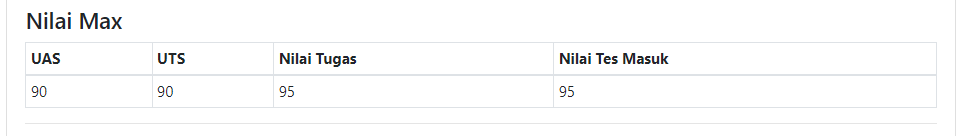 Nilai Max
UAS UTS Nilai Tugas Nilai Tes Masuk
90 90 95 95